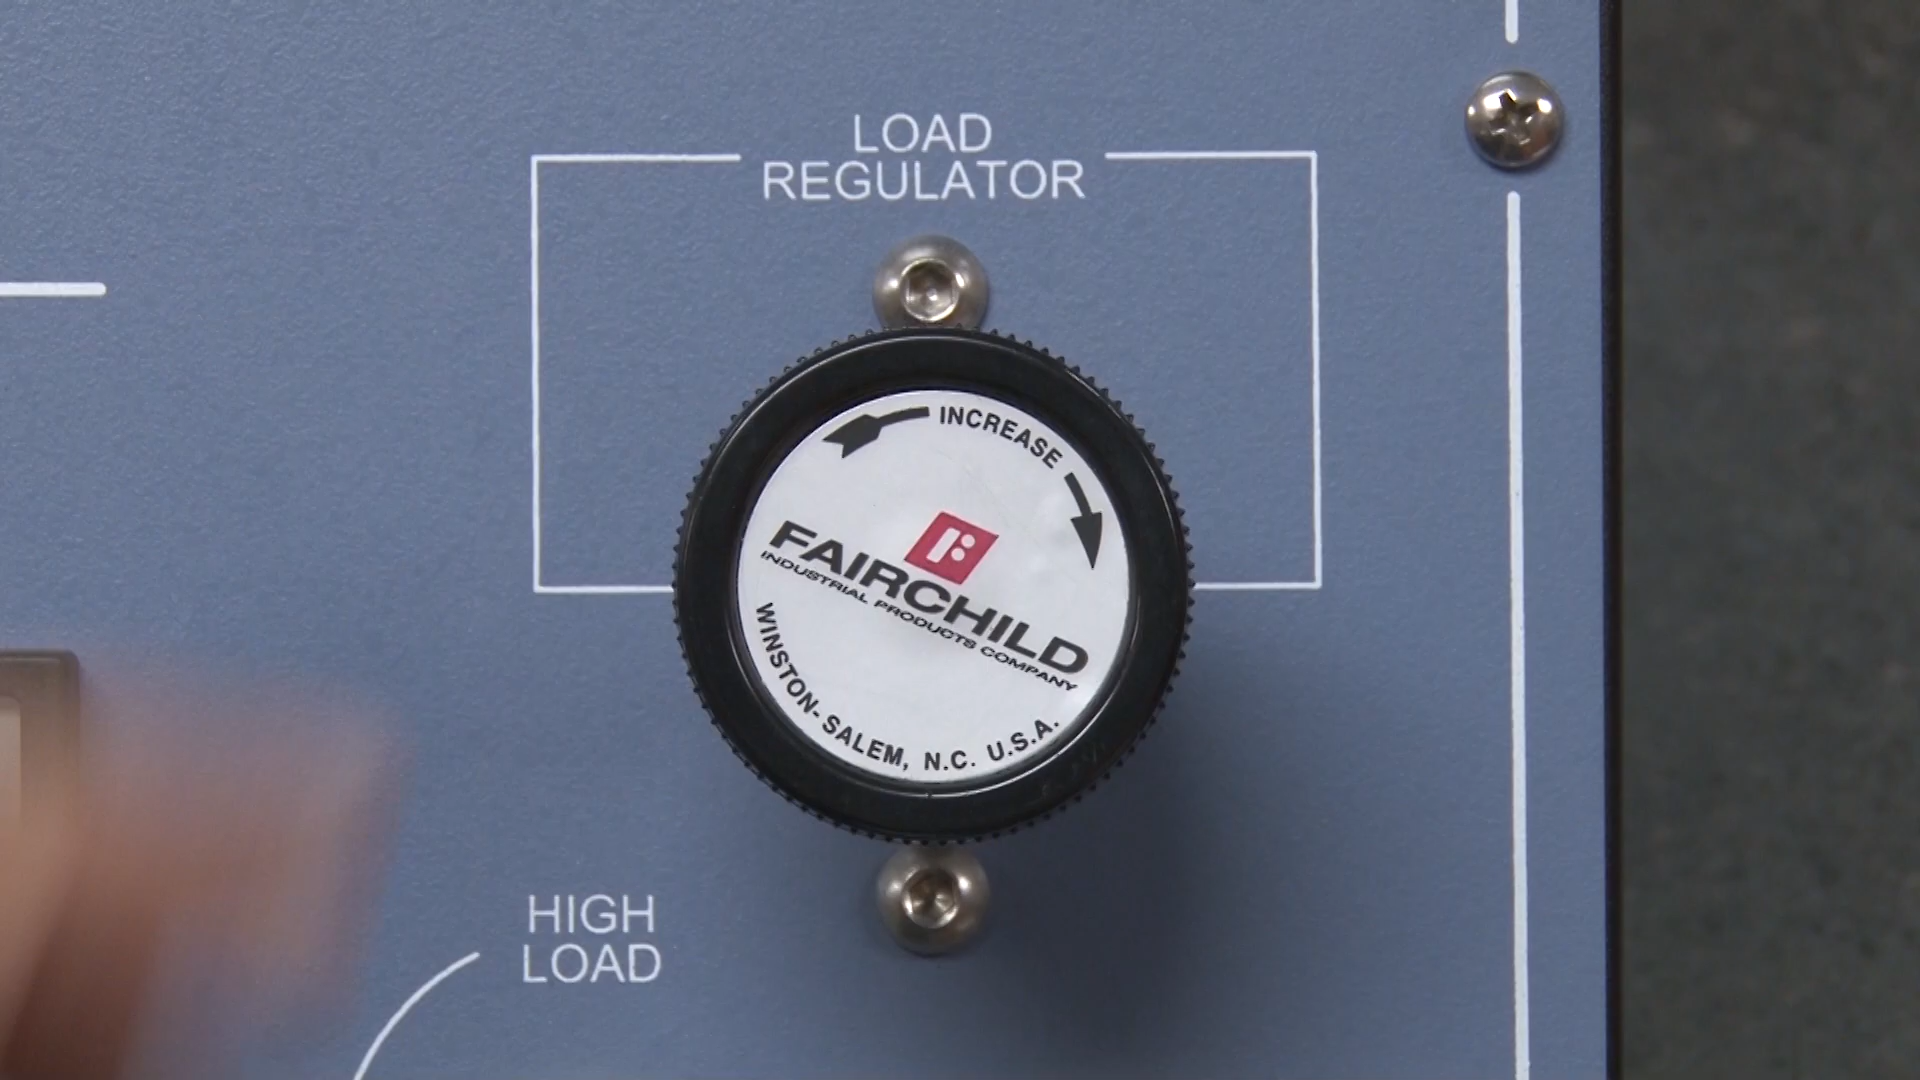 LOAD
REGULATOR
INCREASE
FAIRCHILD
INDUSTRIAL PRODUCTS COMPANY
WINSTON-SALEM, N.C. U.S.A.
HIGH
LOAD